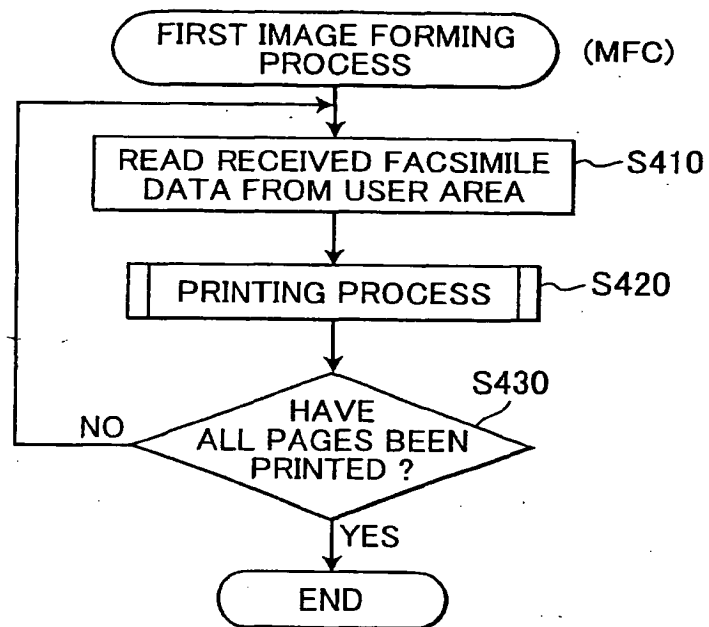 FIRST IMAGE FORMING
PROCESS
(MFC)
READ RECEIVED FACSIMILE
DATA FROM USER AREA
S410
PRINTING PROCESS
S420
S430
HAVE
ALL PAGES BEEN
PRINTED ?
NO
YES
END